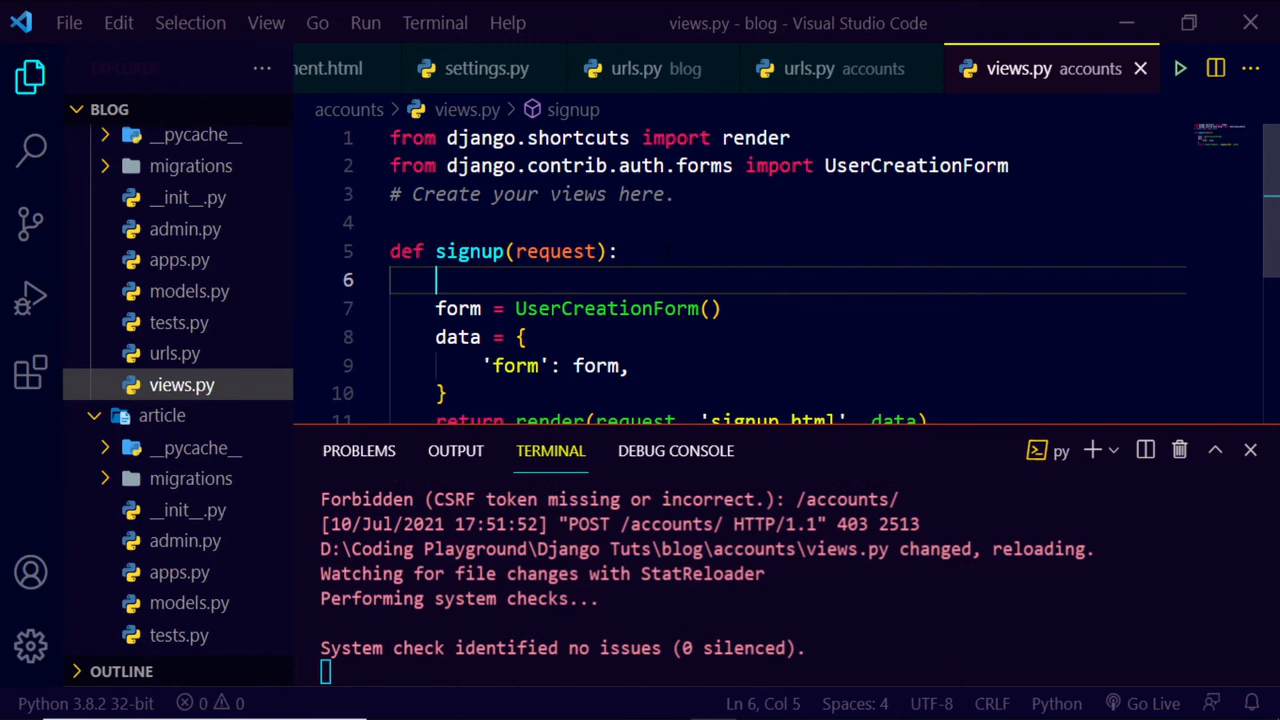 File Edit Selection View Go Run Terminal Help views.py - blog - Visual Studio Code
ment.html settings.py urls.py blog urls.py accounts views.py accounts
BLOG
__pycache__
migrations
__init__.py
admin.py
apps.py
models.py
tests.py
urls.py
views.py
article
__pycache__
migrations
__init__.py
admin.py
apps.py
models.py
tests.py
OUTLINE
accounts > views.py > signup
1 from django.shortcuts import render
2 from django.contrib.auth.forms import UserCreationForm
3 # Create your views here.
4
5 def signup(request):
6
7 form = UserCreationForm()
8 data = {
9 'form': form,
10 }
11 return render(request, 'signup.html', data)
PROBLEMS OUTPUT TERMINAL DEBUG CONSOLE py
Forbidden (CSRF token missing or incorrect.): /accounts/
[10/Jul/2021 17:51:52] "POST /accounts/ HTTP/1.1" 403 2513
D:\Coding Playground\Django Tuts\blog\accounts\views.py changed, reloading.
Watching for file changes with StatReloader
Performing system checks...
System check identified no issues (0 silenced).
Python 3.8.2 32-bit 0 0 Ln 6, Col 5 Spaces: 4 UTF-8 CRLF Python Go Live